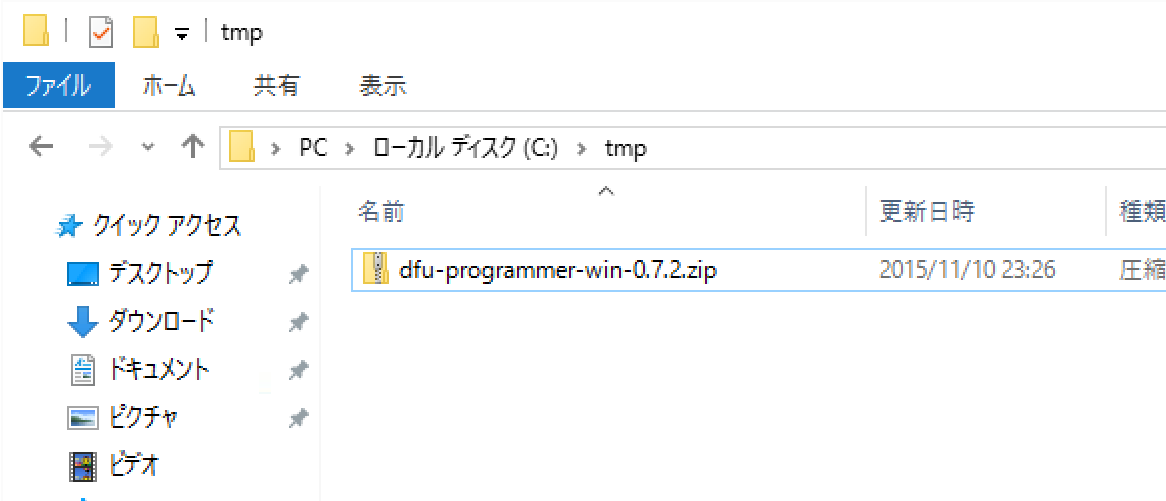 tmp
ファイル ホーム 共有 表示
PC ローカル ディスク (C:) tmp
名前 更新日時 種類
クイック アクセス
dfu-programmer-win-0.7.2.zip 2015/11/10 23:26 圧縮
デスクトップ
ダウンロード
ドキュメント
ピクチャ
ビデオ